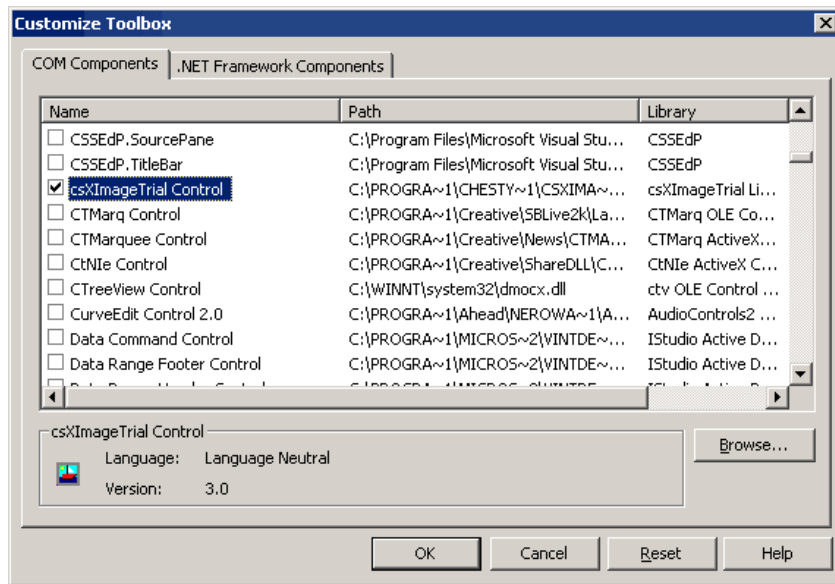 Customize Toolbox
COM Components .NET Framework Components
Name Path Library
CSSEdP.SourcePane C:\Program Files\Microsoft Visual Stu... CSSEdP
CSSEdP.TitleBar C:\Program Files\Microsoft Visual Stu... CSSEdP
csXImageTrial Control C:\PROGRA~1\CHESTY~1\CSXIMA~... csXImageTrial Li...
CTMarq Control C:\PROGRA~1\Creative\SBLive2k\La... CTMarq OLE Co...
CTMarquee Control C:\PROGRA~1\Creative\News\CTMA... CTMarq ActiveX...
CtNIe Control C:\PROGRA~1\Creative\ShareDLL\C... CtNIe ActiveX C...
CTreeView Control C:\WINNT\system32\dmocx.dll ctv OLE Control ...
CurveEdit Control 2.0 C:\PROGRA~1\Ahead\NEROWA~1\A... AudioControls2 ...
Data Command Control C:\PROGRA~1\MICROS~2\VINTDE~... IStudio Active D...
Data Range Footer Control C:\PROGRA~1\MICROS~2\VINTDE~... IStudio Active D...
csXImageTrial Control
Browse...
Language: Language Neutral
Version: 3.0
OK Cancel Reset Help